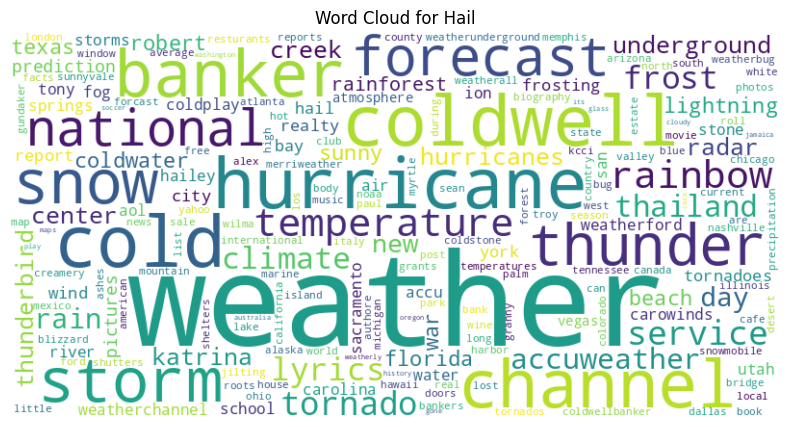 Word Cloud for Hail
london resturants reports county weatherunderground memphis underground
texas storms robert creek forecast arizona north south weatherbug
window average banker rainforest weatherall frost white
prediction facts sunnyvale forcast coldplay atlanta atmosphere frosting photos
gundaker tony fog ion biography its glass estate lightning
springs soccer washington hail during roll
national hot realty club coldwell state cloudy movie stone jamaica
report free high bay sunny hurricanes kcci blue radar chicago
coldwater alex merriweather san valley
snow hailey hurricane body air noaa myrtle sean country bug rainbow
center aol city music paul forest west current
map yahoo wilma ios troy season are thailand nashville precipitation
news sale temperature weatherford
maps list international italy new post york thunder
play cold climate coldstone temperatures palm tennessee canada tornadoes
creamery mountain marine grants accu can illinois
thunderbird wind ashes american weather island california sacramento michigan park bank vegas beach day desert
mexico pictures shelters australia authore wine granny carowinds colorado
rain blizzard lake war long service cafe
river katrina alaska world weatherly oregon florida harbor accuweather snowmobile utah
ford shutters jilting lyrics history water real lost channel bridge
storm roots house hawaii doors tornados local
little weatherchannel school ohio tornado carolina bankers gone coldwellbanker dallas book